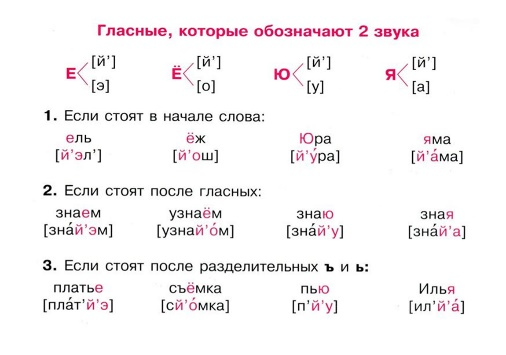 Гласные, которые обозначают 2 звука
Е [й'] [э] Ё [й'] [о] Ю [й'] [у] Я [й'] [а]
1. Если стоят в начале слова:
ель ёж Юра яма
[й'эл'] [й'ош] [й'у́ра] [й'а́ма]
2. Если стоят после гласных:
знаем узнаём знаю зная
[зна́й'эм] [узнай'о́м] [зна́й'у] [зна́й'а]
3. Если стоят после разделительных ъ и ь:
платье съёмка пью Илья
[пла́т'й'э] [сй'о́мка] [п'й'у] [ил'й'а́]